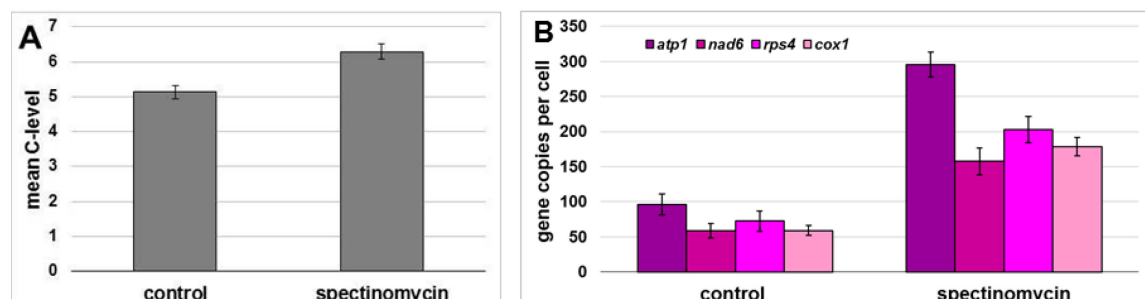 A
mean C-level
7
6
5
4
3
2
1
0
control spectinomycin
B
gene copies per cell
atp1 nad6 rps4 cox1
350
300
250
200
150
100
50
0
control spectinomycin